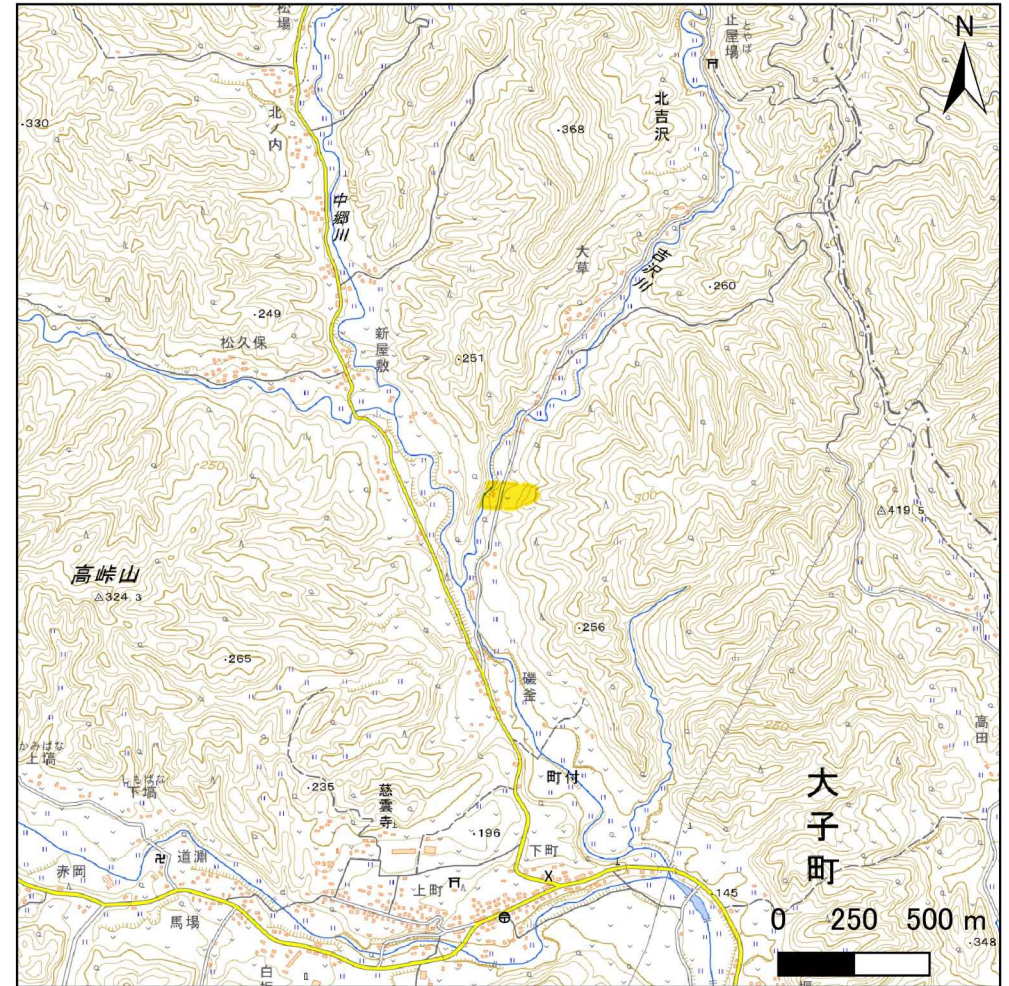 松場
止屋場
とやば
N
北ノ内
北吉沢
・330
・368
250
200
中郷川
大草
吉沢川
・260
・249
新屋敷
松久保
・251
250
300
△419.5
高峠山
△324.3
・256
・265
磯釜
250
高田
かみはな
上塙
しもはな
下塙
・235
慈雲寺
町付
大子町
・196
下町
道淵
赤岡
上町
・145
馬場
0 250 500 m
・348